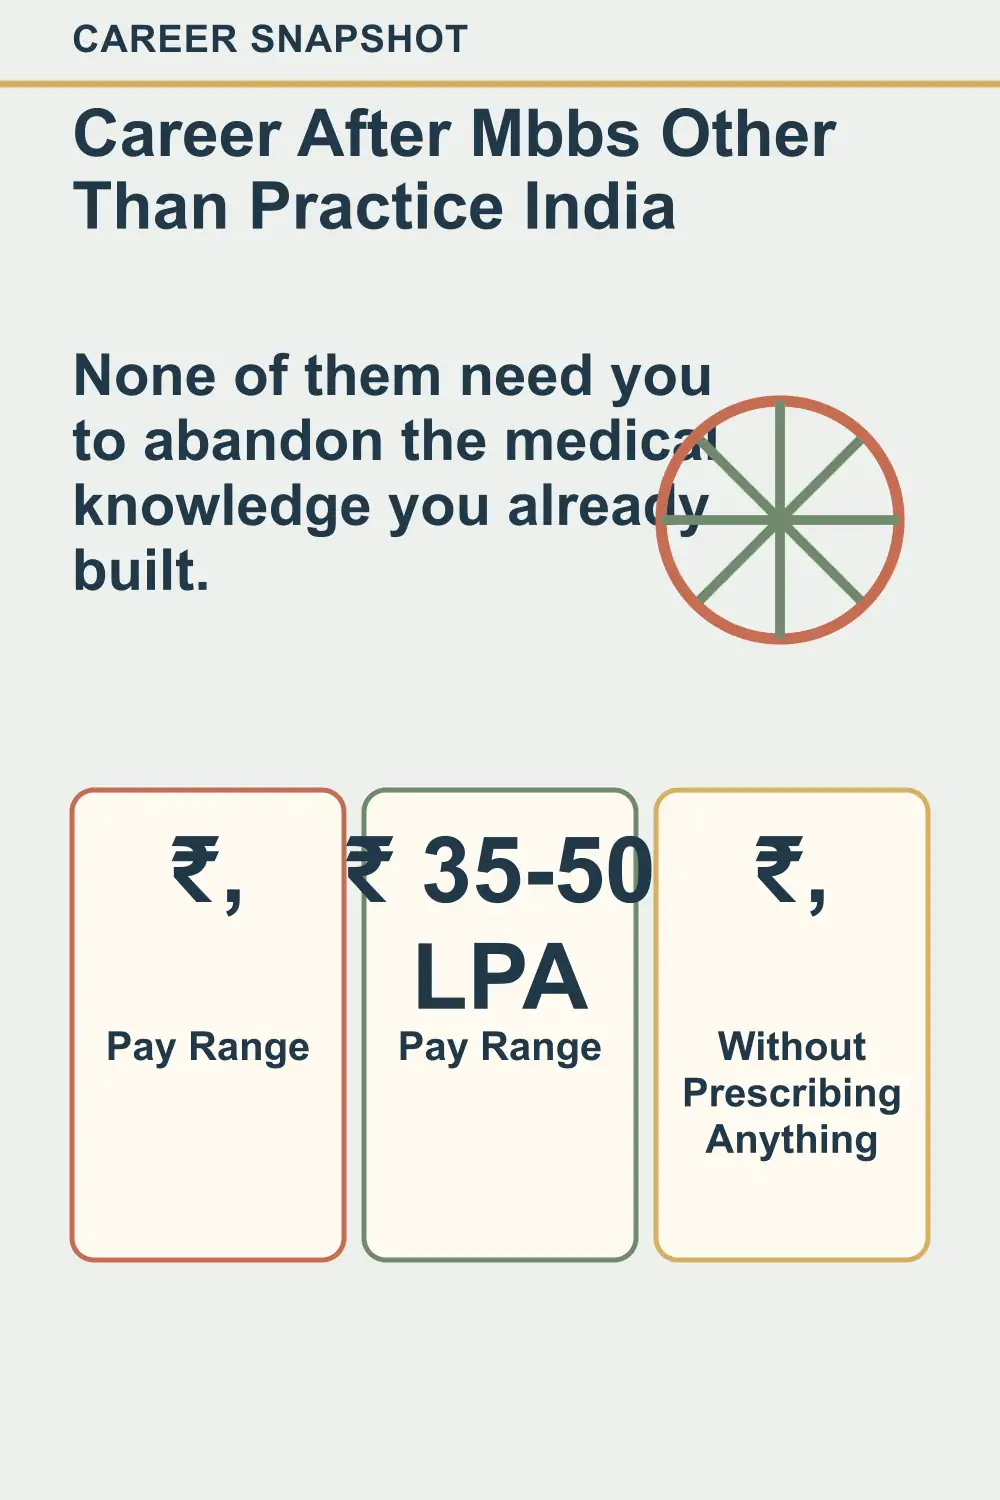 CAREER SNAPSHOT
Career After Mbbs Other
Than Practice India
None of them need you
to abandon the medical
knowledge you already
built.
₹,
Pay Range
₹ 35-50
LPA
Pay Range
₹,
Without
Prescribing
Anything